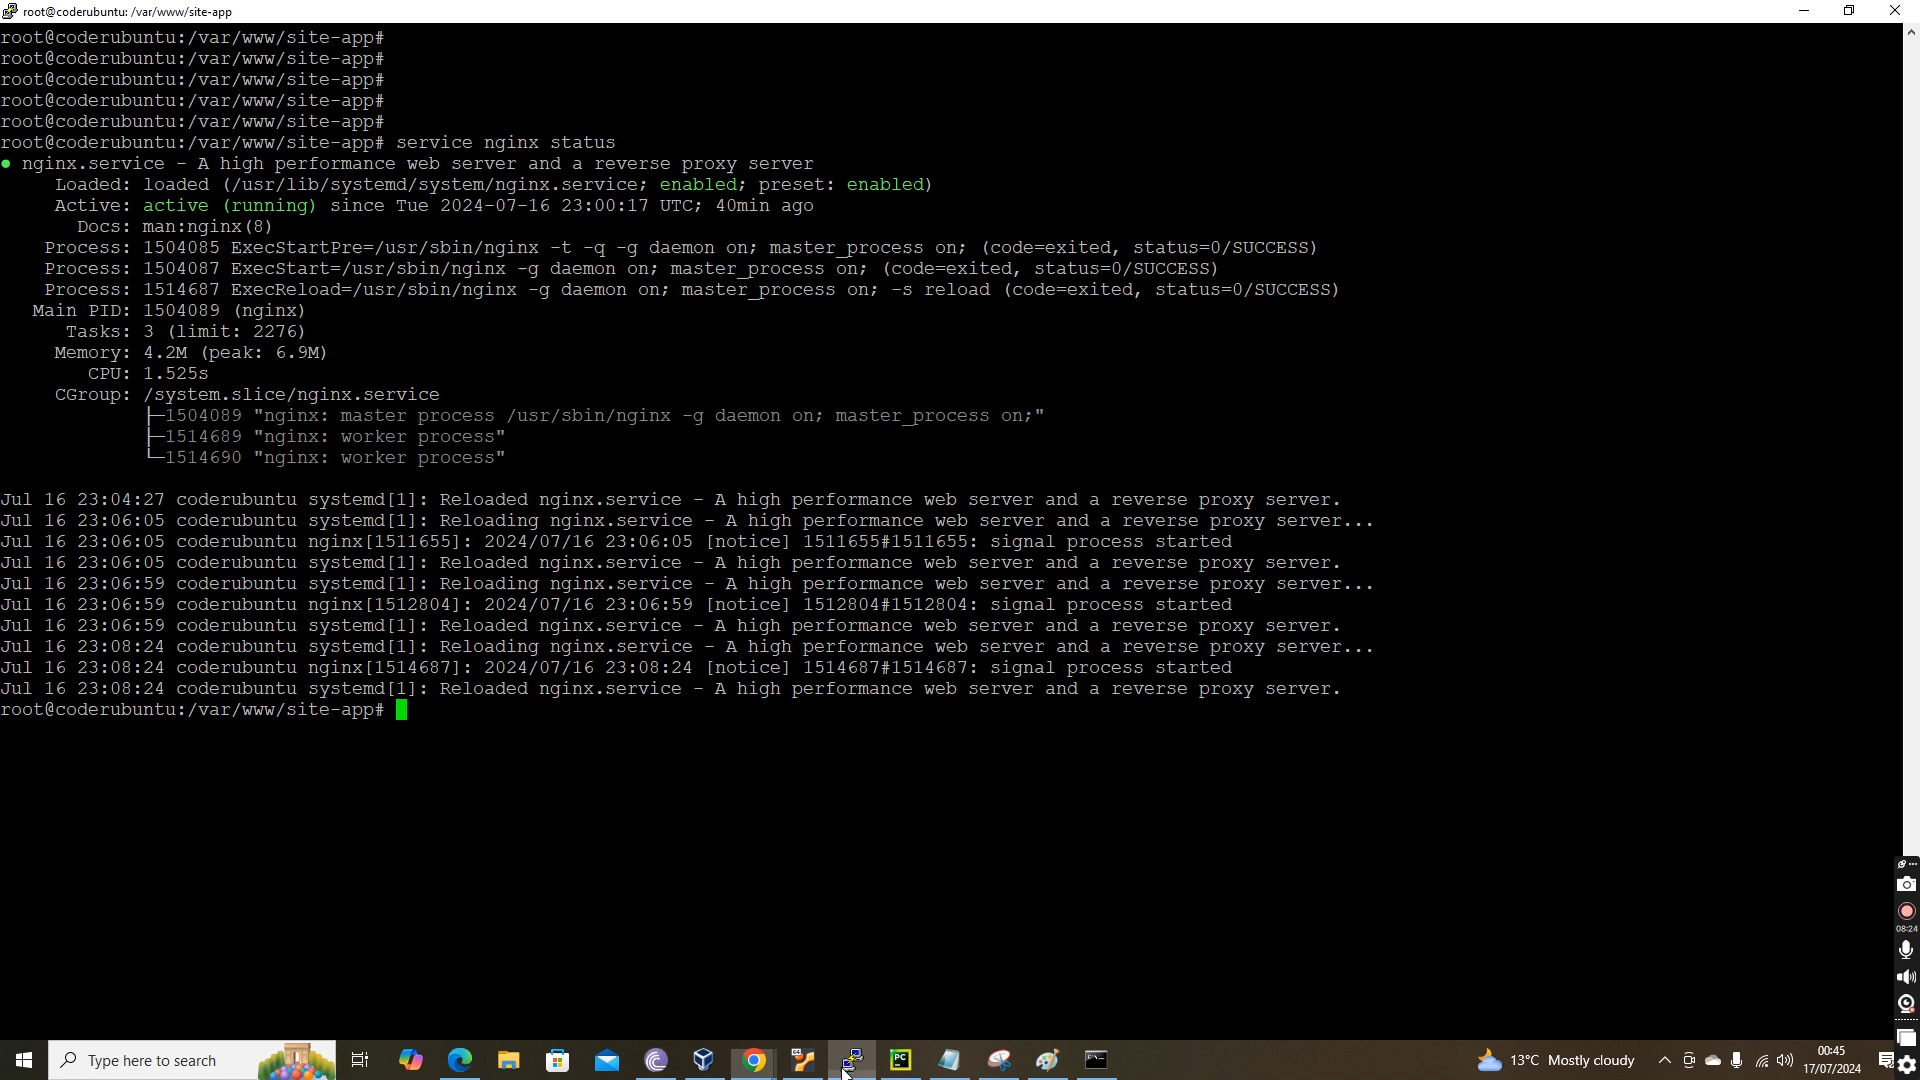 root@coderubuntu: /var/www/site-app
root@coderubuntu:/var/www/site-app#
root@coderubuntu:/var/www/site-app#
root@coderubuntu:/var/www/site-app#
root@coderubuntu:/var/www/site-app#
root@coderubuntu:/var/www/site-app#
root@coderubuntu:/var/www/site-app# service nginx status
● nginx.service - A high performance web server and a reverse proxy server
     Loaded: loaded (/usr/lib/systemd/system/nginx.service; enabled; preset: enabled)
     Active: active (running) since Tue 2024-07-16 23:00:17 UTC; 40min ago
       Docs: man:nginx(8)
    Process: 1504085 ExecStartPre=/usr/sbin/nginx -t -q -g daemon on; master_process on; (code=exited, status=0/SUCCESS)
    Process: 1504087 ExecStart=/usr/sbin/nginx -g daemon on; master_process on; (code=exited, status=0/SUCCESS)
    Process: 1514687 ExecReload=/usr/sbin/nginx -g daemon on; master_process on; -s reload (code=exited, status=0/SUCCESS)
   Main PID: 1504089 (nginx)
      Tasks: 3 (limit: 2276)
     Memory: 4.2M (peak: 6.9M)
        CPU: 1.525s
     CGroup: /system.slice/nginx.service
             ├─1504089 "nginx: master process /usr/sbin/nginx -g daemon on; master_process on;"
             ├─1514689 "nginx: worker process"
             └─1514690 "nginx: worker process"
Jul 16 23:04:27 coderubuntu systemd[1]: Reloaded nginx.service - A high performance web server and a reverse proxy server.
Jul 16 23:06:05 coderubuntu systemd[1]: Reloading nginx.service - A high performance web server and a reverse proxy server...
Jul 16 23:06:05 coderubuntu nginx[1511655]: 2024/07/16 23:06:05 [notice] 1511655#1511655: signal process started
Jul 16 23:06:05 coderubuntu systemd[1]: Reloaded nginx.service - A high performance web server and a reverse proxy server.
Jul 16 23:06:59 coderubuntu systemd[1]: Reloading nginx.service - A high performance web server and a reverse proxy server...
Jul 16 23:06:59 coderubuntu nginx[1512804]: 2024/07/16 23:06:59 [notice] 1512804#1512804: signal process started
Jul 16 23:06:59 coderubuntu systemd[1]: Reloaded nginx.service - A high performance web server and a reverse proxy server.
Jul 16 23:08:24 coderubuntu systemd[1]: Reloading nginx.service - A high performance web server and a reverse proxy server...
Jul 16 23:08:24 coderubuntu nginx[1514687]: 2024/07/16 23:08:24 [notice] 1514687#1514687: signal process started
Jul 16 23:08:24 coderubuntu systemd[1]: Reloaded nginx.service - A high performance web server and a reverse proxy server.
root@coderubuntu:/var/www/site-app#
08:24
Type here to search
PC
13°C Mostly cloudy
00:45
17/07/2024